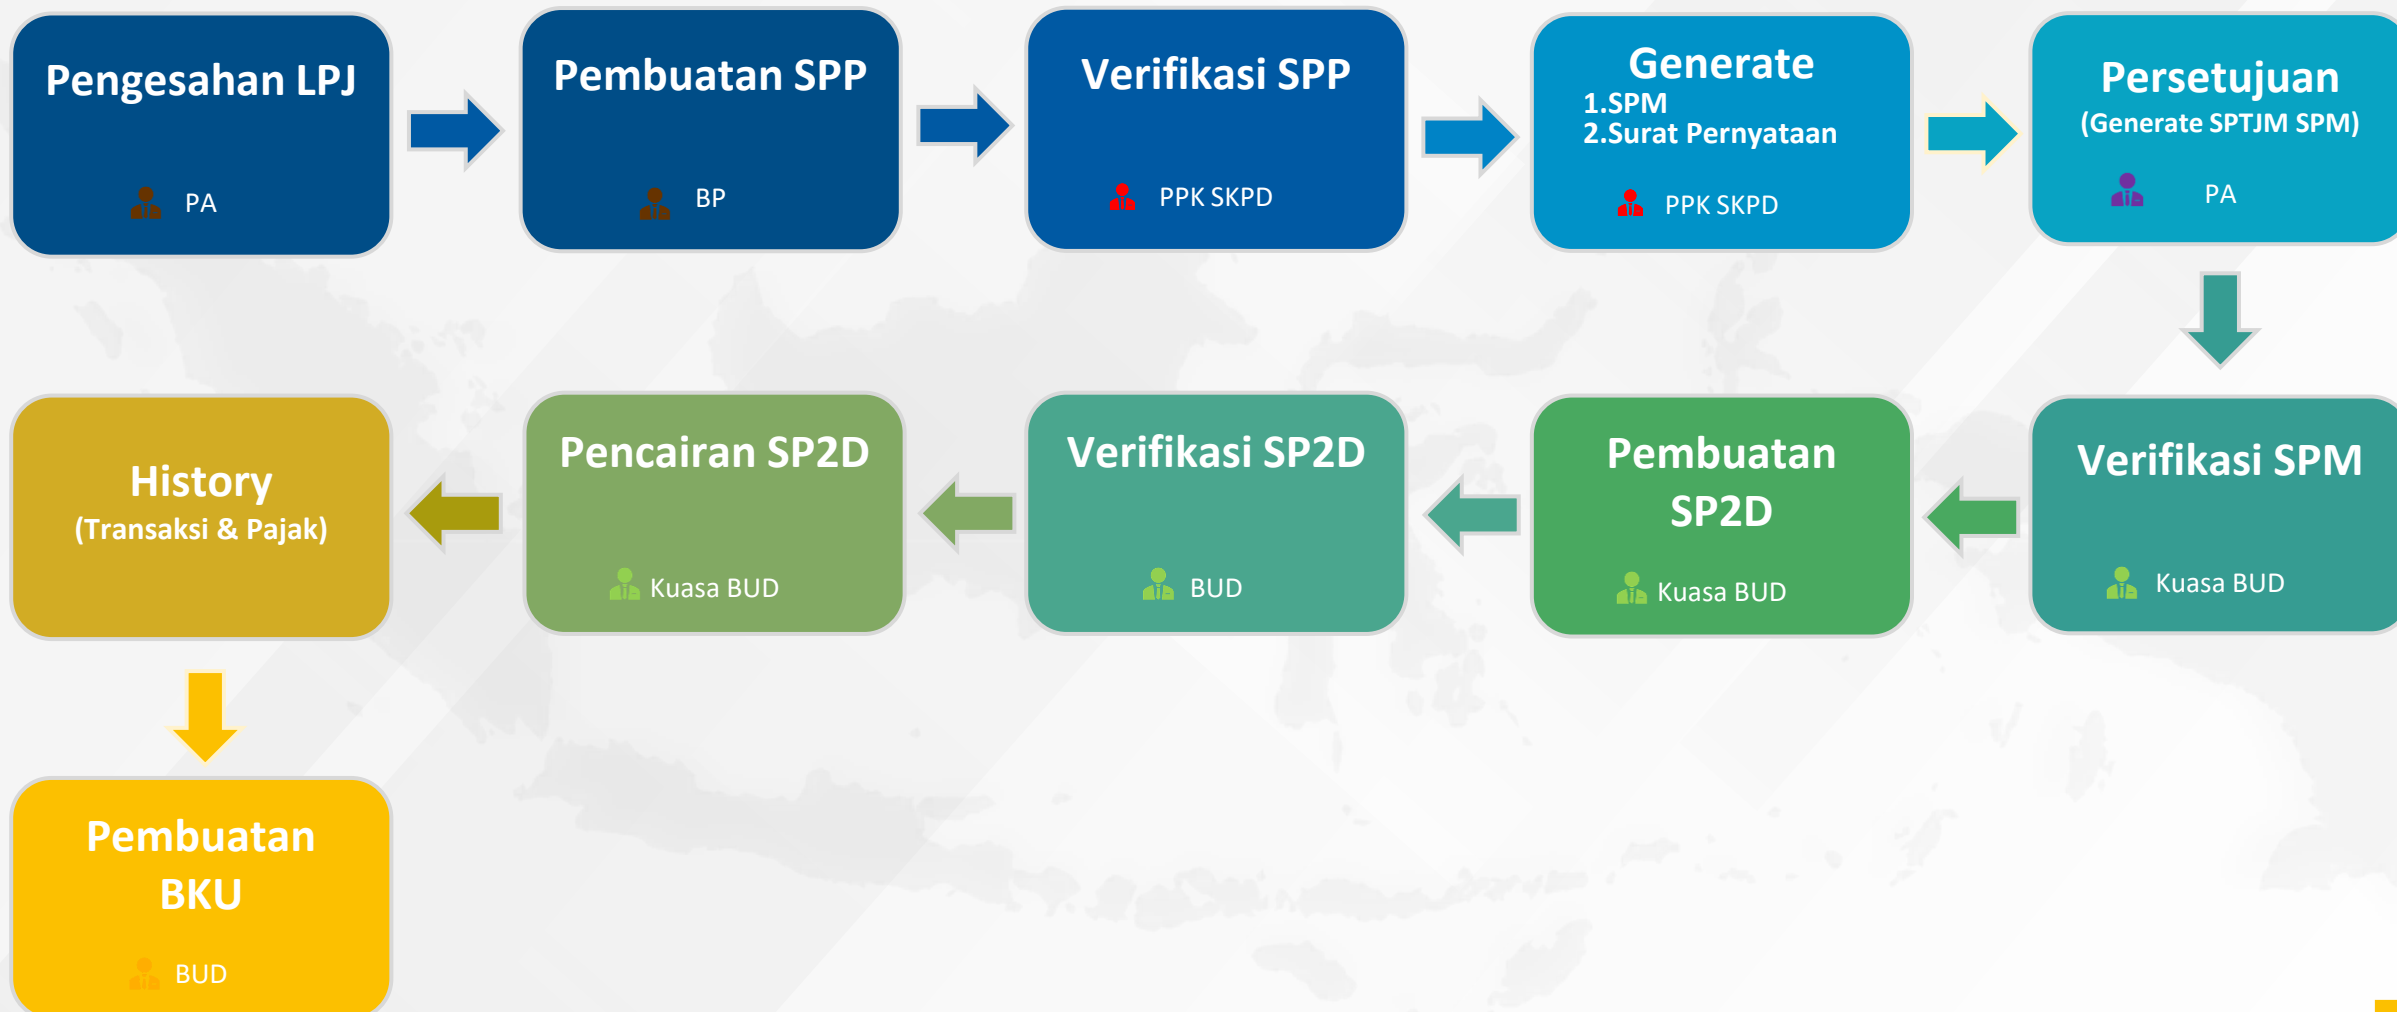 Pengesahan LPJ
PA
Pembuatan SPP
BP
Verifikasi SPP
PPK SKPD
Generate
1.SPM
2.Surat Pernyataan
PPK SKPD
Persetujuan
(Generate SPTJM SPM)
PA
Verifikasi SPM
Kuasa BUD
Pembuatan
SP2D
Kuasa BUD
Verifikasi SP2D
BUD
Pencairan SP2D
Kuasa BUD
History
(Transaksi & Pajak)
Pembuatan
BKU
BUD